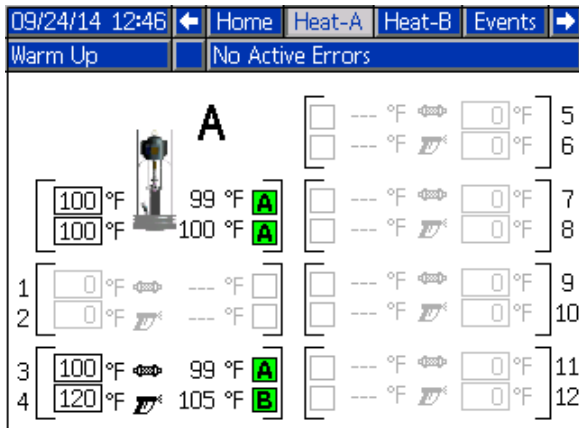 09/24/14 12:46 Home Heat-A Heat-B Events
Warm Up No Active Errors
A
100 °F 99 °F A
100 °F 100 °F A
1 0 °F --- °F
2 0 °F --- °F
3 100 °F 99 °F A
4 120 °F 105 °F B
--- °F 0 °F 5
--- °F 0 °F 6
--- °F 0 °F 7
--- °F 0 °F 8
--- °F 0 °F 9
--- °F 0 °F 10
--- °F 0 °F 11
--- °F 0 °F 12